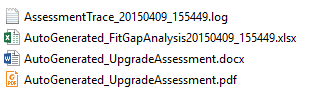 AssessmentTrace_20150409_155449.log
AutoGenerated_FitGapAnalysis20150409_155449.xlsx
AutoGenerated_UpgradeAssessment.docx
AutoGenerated_UpgradeAssessment.pdf